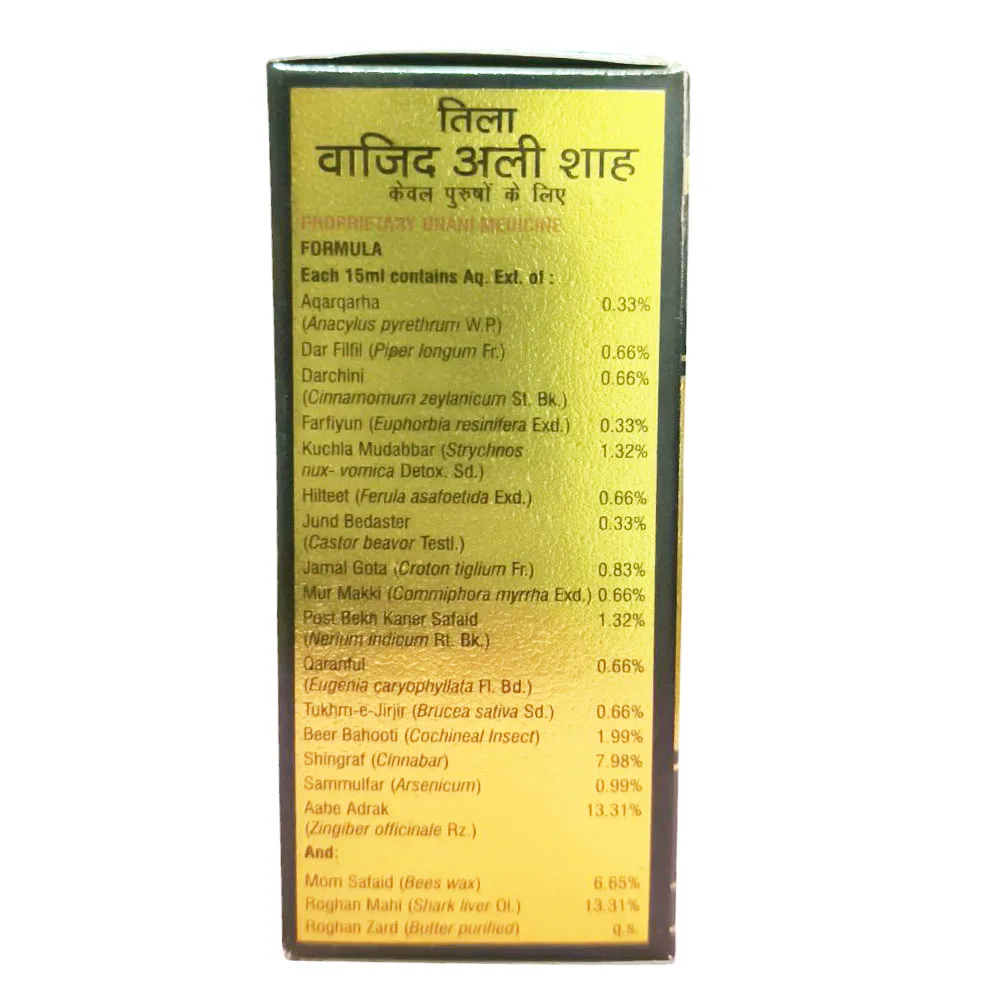 तिला
वाजिद अली शाह
केवल पुरुषों के लिए
PROPRIETARY UNANI MEDICINE
FORMULA
Each 15ml contains Aq. Ext. of :
Aqarqarha 0.33%
(Anacylus pyrethrum W.P.)
Dar Filfil (Piper longum Fr.) 0.66%
Darchini 0.66%
(Cinnamomum zeylanicum St. Bk.)
Farfiyun (Euphorbia resinifera Exd.) 0.33%
Kuchla Mudabbar (Strychnos 1.32%
nux- vomica Detox. Sd.)
Hilteet (Ferula asafoetida Exd.) 0.66%
Jund Bedaster 0.33%
(Castor beavor Testl.)
Jamal Gota (Croton tiglium Fr.) 0.83%
Mur Makki (Commiphora myrrha Exd.) 0.66%
Post Bekh Kaner Safaid 1.32%
(Nerium indicum Rt. Bk.)
Qaranful 0.66%
(Eugenia caryophyllata Fl. Bd.)
Tukhm-e-Jirjir (Brucea sativa Sd.) 0.66%
Beer Bahooti (Cochineal Insect) 1.99%
Shingraf (Cinnabar) 7.98%
Sammulfar (Arsenicum) 0.99%
Aabe Adrak 13.31%
(Zingiber officinale Rz.)
And:
Mom Safaid (Bees wax) 6.65%
Roghan Mahi (Shark liver Ol.) 13.31%
Roghan Zard (Butter purified) q.s.